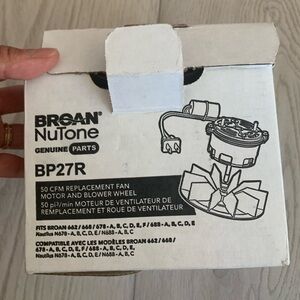 BROAN®
NuTone
GENUINE PARTS
BP27R
50 CFM REPLACEMENT FAN
MOTOR AND BLOWER WHEEL
50 pi³/min MOTEUR DE VENTILATEUR DE
REMPLACEMENT ET ROUE DE VENTILATEUR
FITS BROAN 662 / 668 / 678 - A, B, C, D, E, F / 688 - A, B, C, D, E
Nautilus N678 - A, B, C, D, E / N688 - A, B, C
COMPATIBLE AVEC LES MODÈLES BROAN 662 / 668 /
678 - A, B, C, D, E, F / 688 - A, B, C, D, E
Nautilus N678 - A, B, C, D, E / N688 - A, B, C